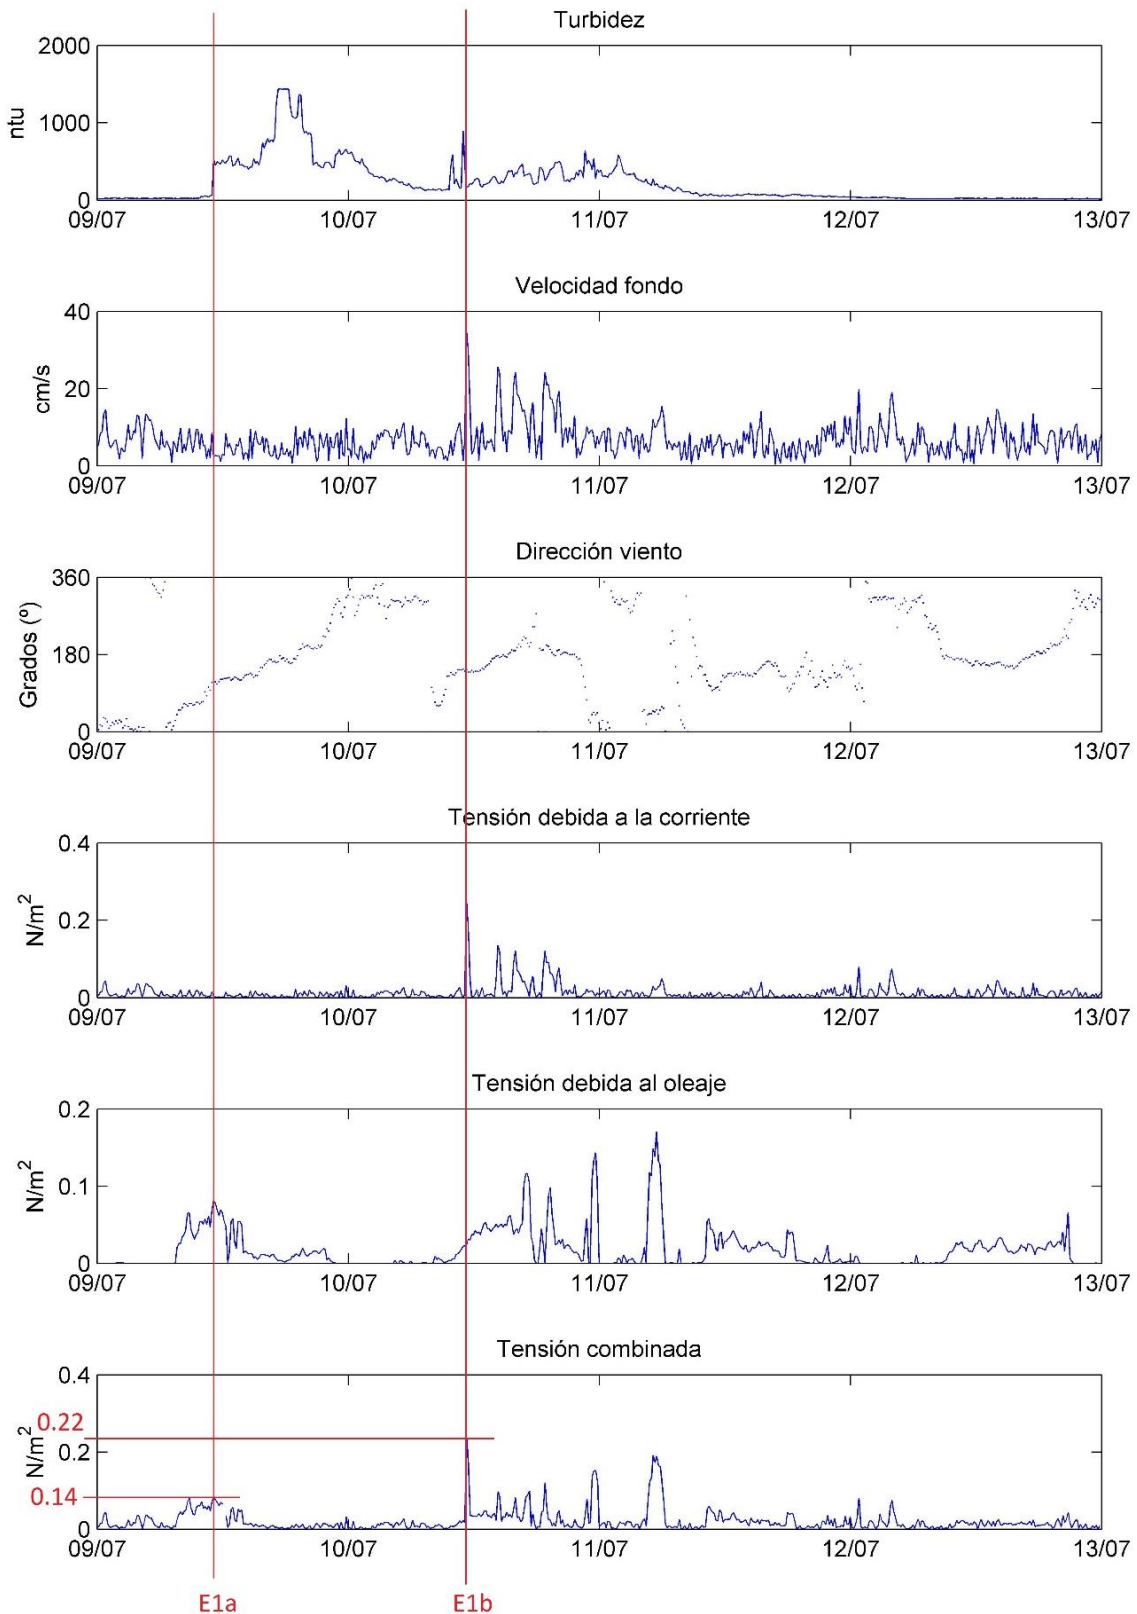 Turbidez
2000
1000
0
ntu
09/07 10/07 11/07 12/07 13/07
Velocidad fondo
40
20
0
cm/s
09/07 10/07 11/07 12/07 13/07
Dirección viento
360
180
0
Grados (º)
09/07 10/07 11/07 12/07 13/07
Tensión debida a la corriente
0.4
0.2
0
N/m²
09/07 10/07 11/07 12/07 13/07
Tensión debida al oleaje
0.2
0.1
0
N/m²
09/07 10/07 11/07 12/07 13/07
Tensión combinada
0.4
0.22
0.2
0.14
0
N/m²
09/07 10/07 11/07 12/07 13/07
E1a E1b